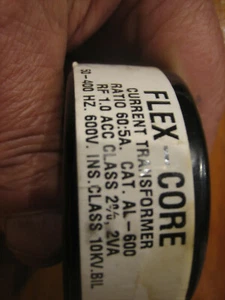 FLEX-CORE
CURRENT TRANSFORMER
RATIO 60:5A. CAT. AL-600
RF 1.0 ACC CLASS 2%, 2VA
50-400 HZ. 600V. INS.CLASS 10KV.BIL